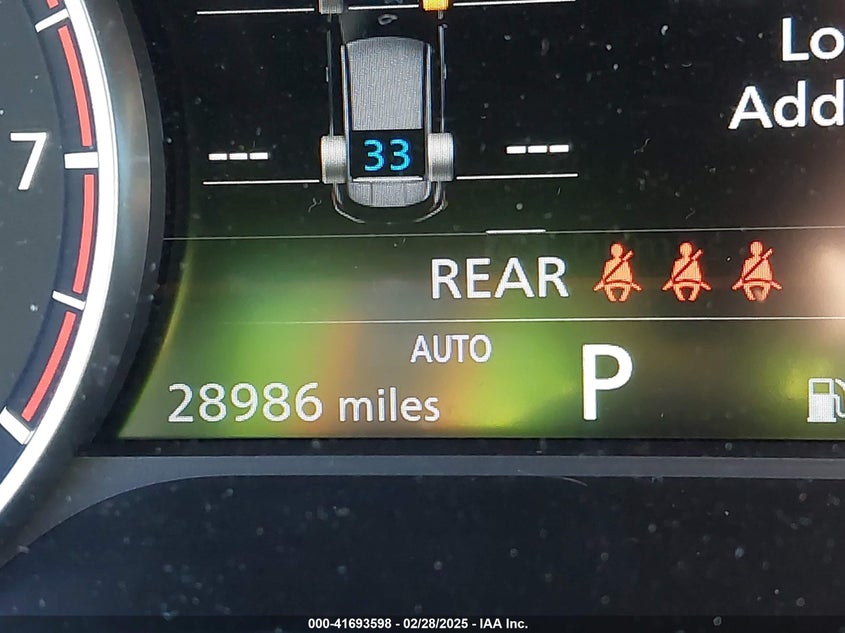 Lo
Add
7
--- 33 ---
REAR
AUTO
P
28986 miles
000-41693598 - 02/28/2025 - IAA Inc.